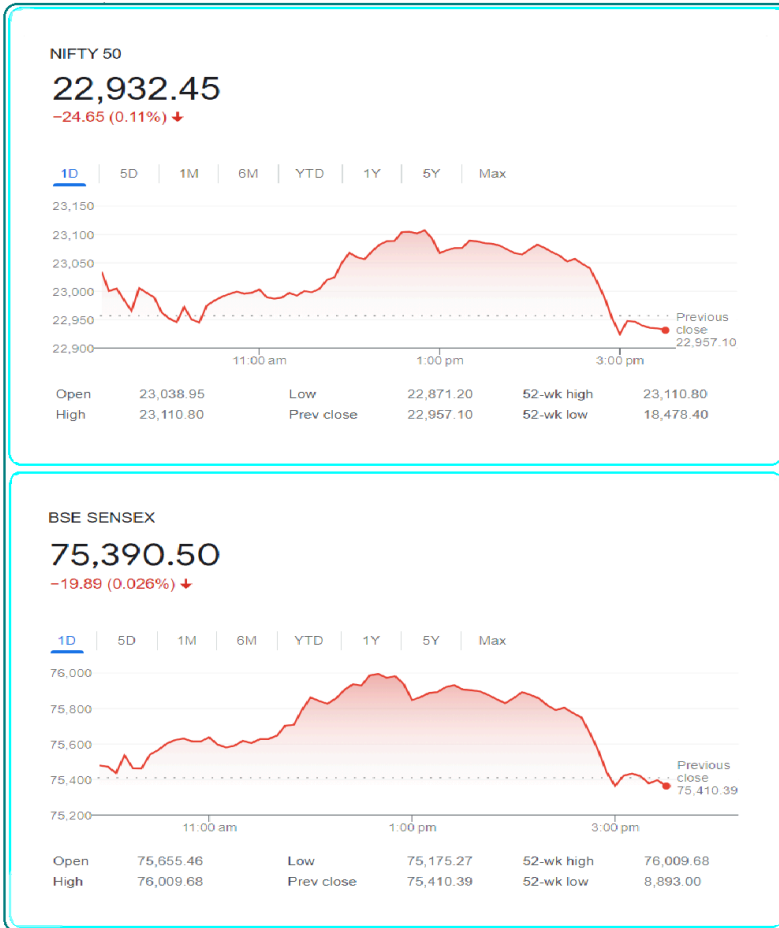 NIFTY 50
22,932.45
−24.65 (0.11%) ↓
1D 5D 1M 6M YTD 1Y 5Y Max
23,150
23,100
23,050
23,000
22,950
22,900
Previous
close
22,957.10
11:00 am 1:00 pm 3:00 pm
Open 23,038.95 Low 22,871.20 52-wk high 23,110.80
High 23,110.80 Prev close 22,957.10 52-wk low 18,478.40
BSE SENSEX
75,390.50
−19.89 (0.026%) ↓
1D 5D 1M 6M YTD 1Y 5Y Max
76,000
75,800
75,600
75,400
75,200
Previous
close
75,410.39
11:00 am 1:00 pm 3:00 pm
Open 75,655.46 Low 75,175.27 52-wk high 76,009.68
High 76,009.68 Prev close 75,410.39 52-wk low 8,893.00